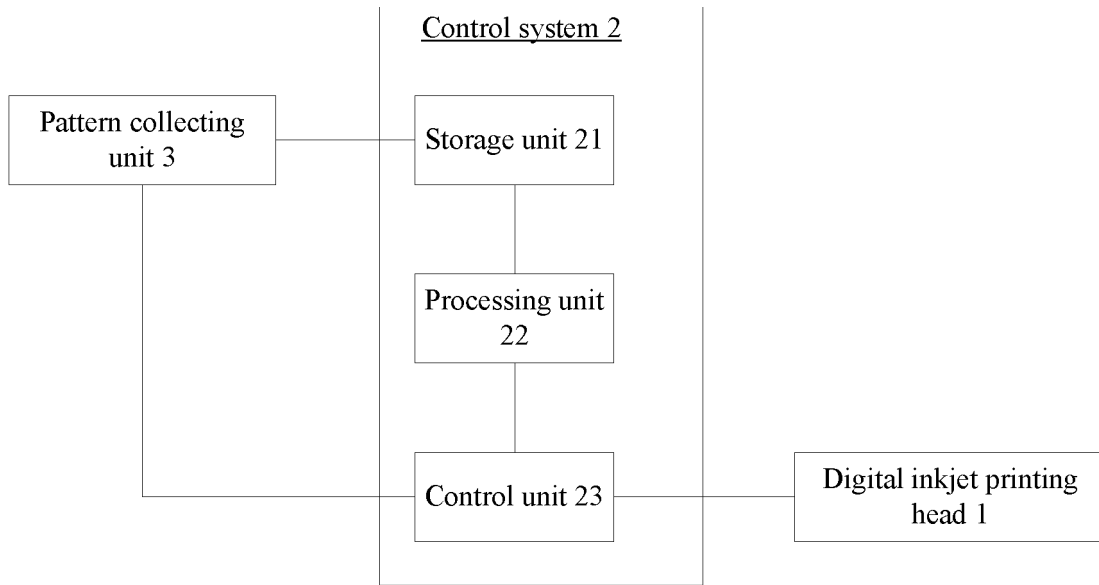 Control system 2
Pattern collecting
unit 3
Storage unit 21
Processing unit
22
Control unit 23
Digital inkjet printing
head 1